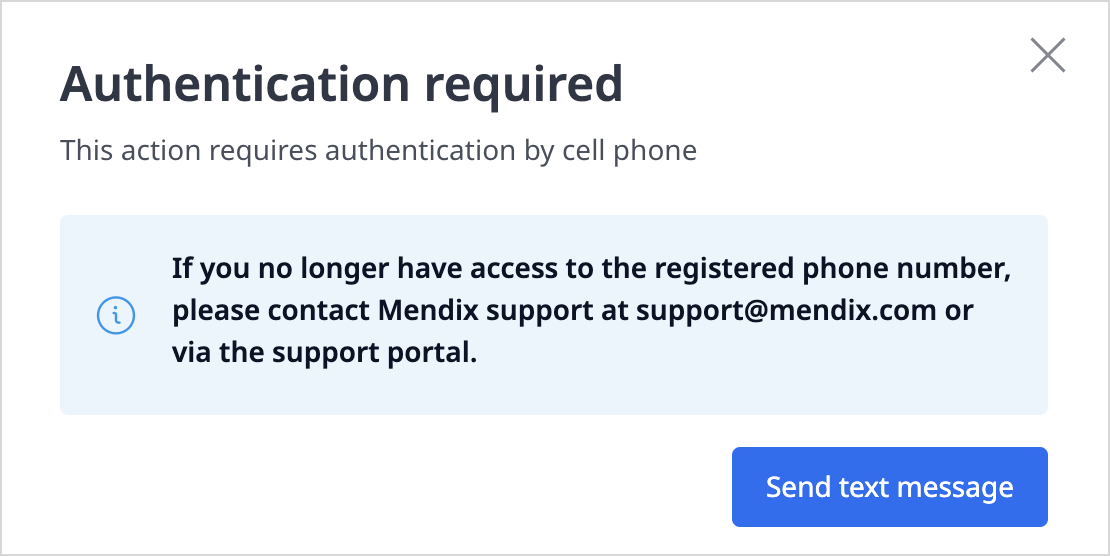 Authentication required
This action requires authentication by cell phone
If you no longer have access to the registered phone number,
please contact Mendix support at support@mendix.com or
via the support portal.
Send text message